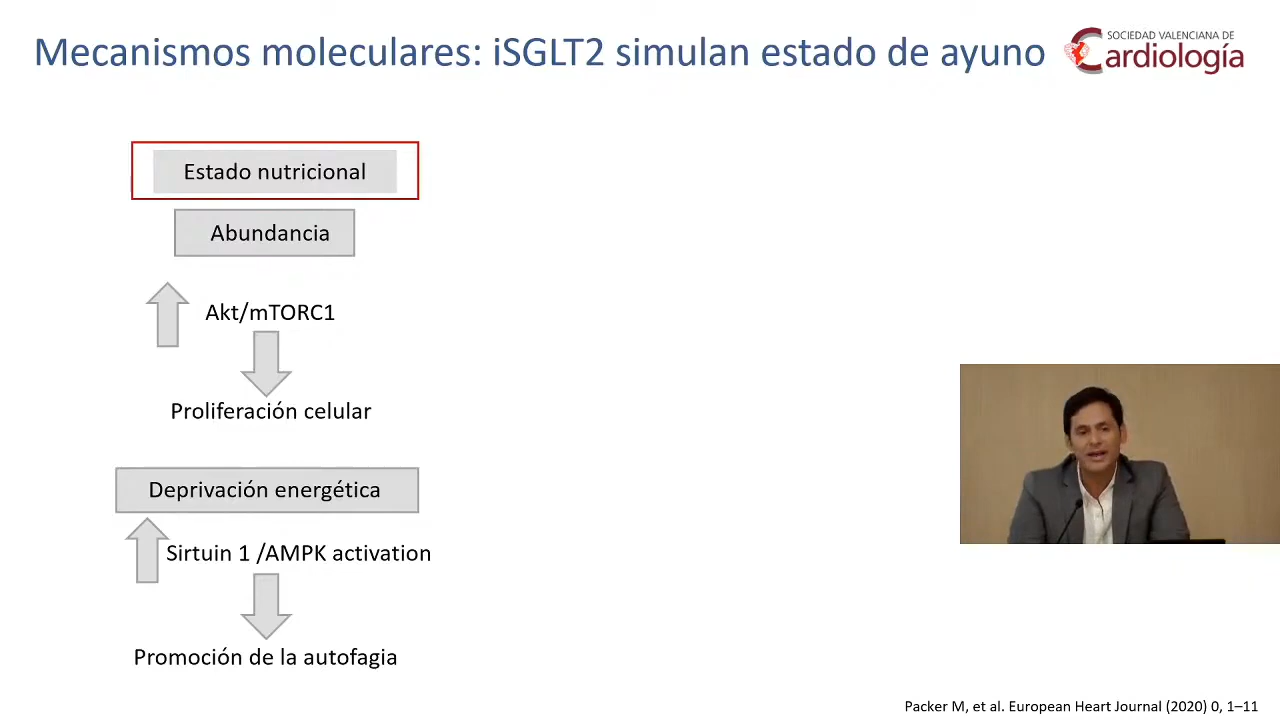 Mecanismos moleculares: iSGLT2 simulan estado de ayuno
SOCIEDAD VALENCIANA DE
Cardiología
Estado nutricional
Abundancia
Akt/mTORC1
Proliferación celular
Deprivación energética
Sirtuin 1 /AMPK activation
Promoción de la autofagia
Packer M, et al. European Heart Journal (2020) 0, 1–11